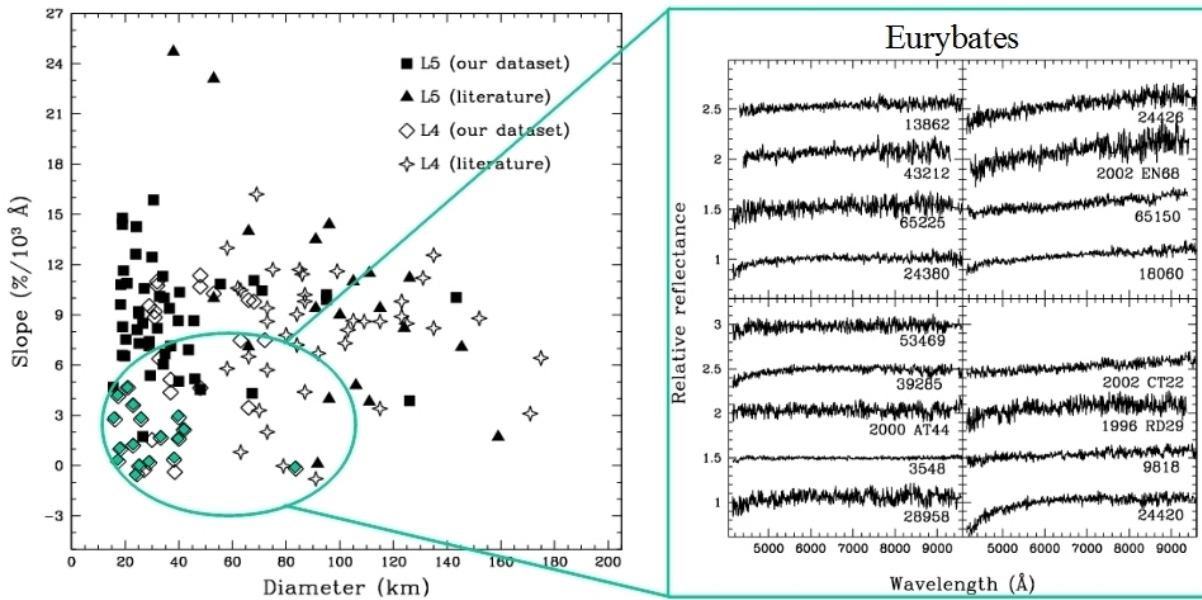 27
24
21
18
15
12
9
6
3
0
-3
Slope (%/10³ Å)
L5 (our dataset)
L5 (literature)
L4 (our dataset)
L4 (literature)
0 20 40 60 80 100 120 140 160 180 200
Diameter (km)
Eurybates
Relative reflectance
2.5
2
1.5
1
13862
43212
65225
24380
24426
2002 EN68
65150
18060
3
2.5
2
1.5
1
53469
39285
2000 AT44
3548
28958
2002 CT22
1996 RD29
9818
24420
5000 6000 7000 8000 9000 5000 6000 7000 8000 9000
Wavelength (Å)